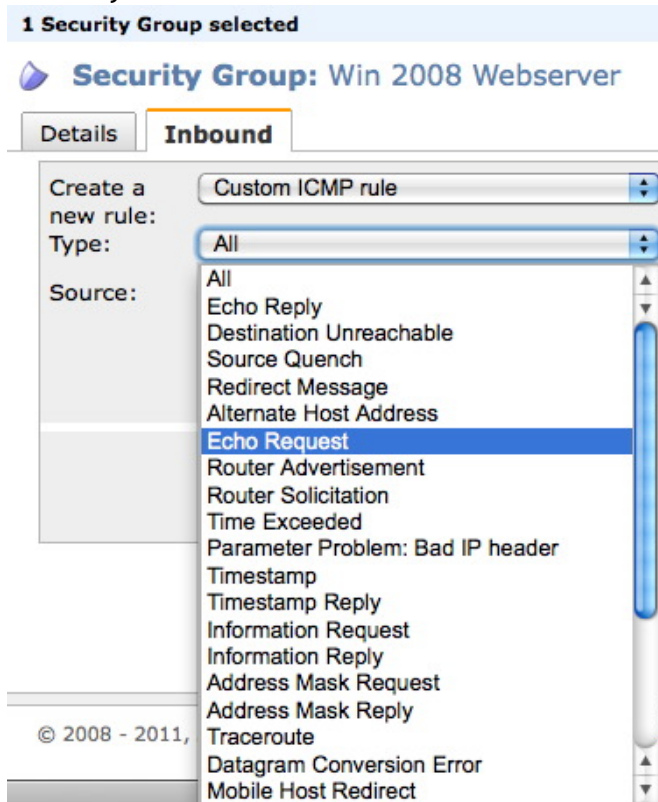 1 Security Group selected
Security Group: Win 2008 Webserver
Details
Inbound
Create a new rule:
Custom ICMP rule
Type:
All
Source:
All
Echo Reply
Destination Unreachable
Source Quench
Redirect Message
Alternate Host Address
Echo Request
Router Advertisement
Router Solicitation
Time Exceeded
Parameter Problem: Bad IP header
Timestamp
Timestamp Reply
Information Request
Information Reply
Address Mask Request
Address Mask Reply
Traceroute
Datagram Conversion Error
Mobile Host Redirect
© 2008 - 2011,